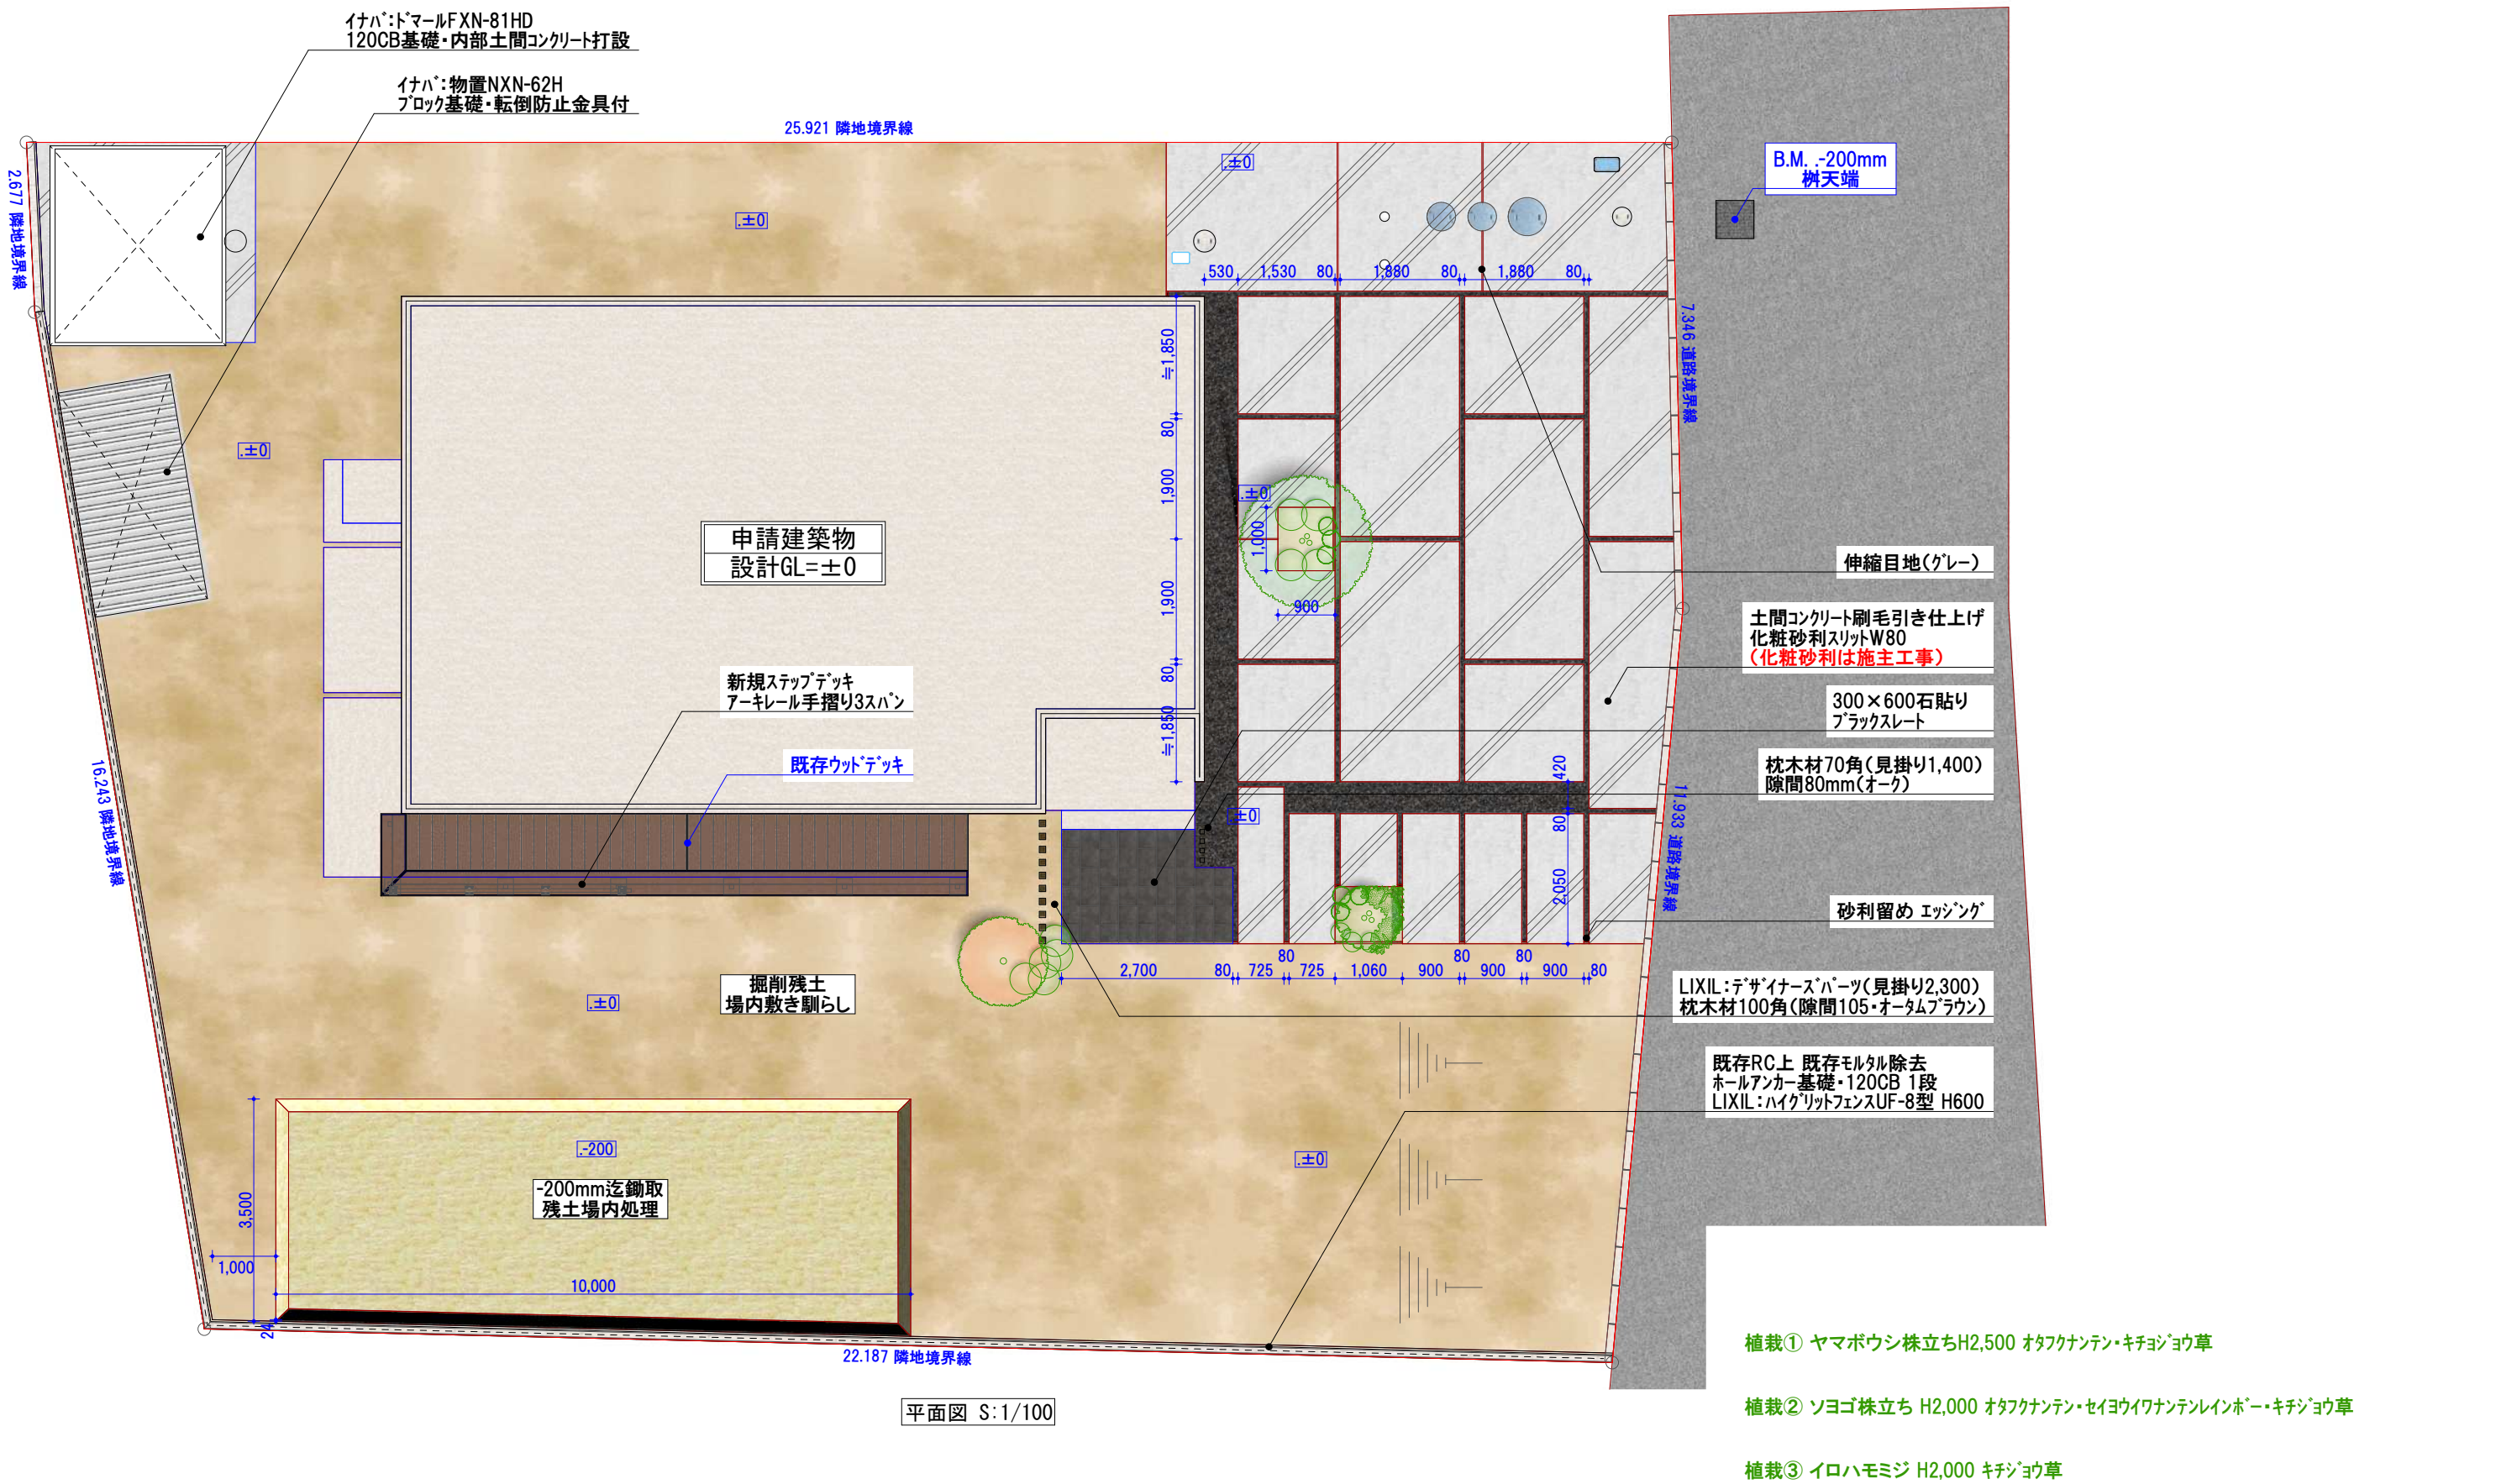 イナバ:ドマールFXN-81HD
120CB基礎・内部土間コンクリート打設
イナバ:物置NXN-62H
ブロック基礎・転倒防止金具付
25.921 隣地境界線
2.677 隣地境界線
.±0
.±0
B.M. .-200mm
桝天端
530
1,530
80
1,880
80
1,880
80
7.346 道路境界線
≒1,850
80
1,900
1,900
80
≒1,850
.±0
.±0
1,000
900
申請建築物
設計GL=±0
伸縮目地(グレー)
土間コンクリート刷毛引き仕上げ
化粧砂利スリットW80
(化粧砂利は施主工事)
新規ステップデッキ
アーキレール手摺り3スパン
300×600石貼り
ブラックスレート
既存ウッドデッキ
枕木材70角(見掛り1,400)
隙間80mm(オーク)
16.243 隣地境界線
11.933 道路境界線
420
80
2,050
.±0
砂利留め エッジング
2,700
80
725
80
725
1,060
900
80
900
80
900
80
掘削残土
場内敷き馴らし
.±0
LIXIL:デザイナーズパーツ(見掛り2,300)
枕木材100角(隙間105・オータムブラウン)
既存RC上 既存モルタル除去
ホールアンカー基礎・120CB 1段
LIXIL:ハイグリットフェンスUF-8型 H600
.-200
-200mm迄鋤取
残土場内処理
.±0
3,500
1,000
10,000
24
22.187 隣地境界線
平面図 S:1/100
植栽① ヤマボウシ株立ちH2,500 オタフクナンテン・キチョジョウ草
植栽② ソヨゴ株立ち H2,000 オタフクナンテン・セイヨウイワナンテンレインボー・キチジョウ草
植栽③ イロハモミジ H2,000 キチジョウ草